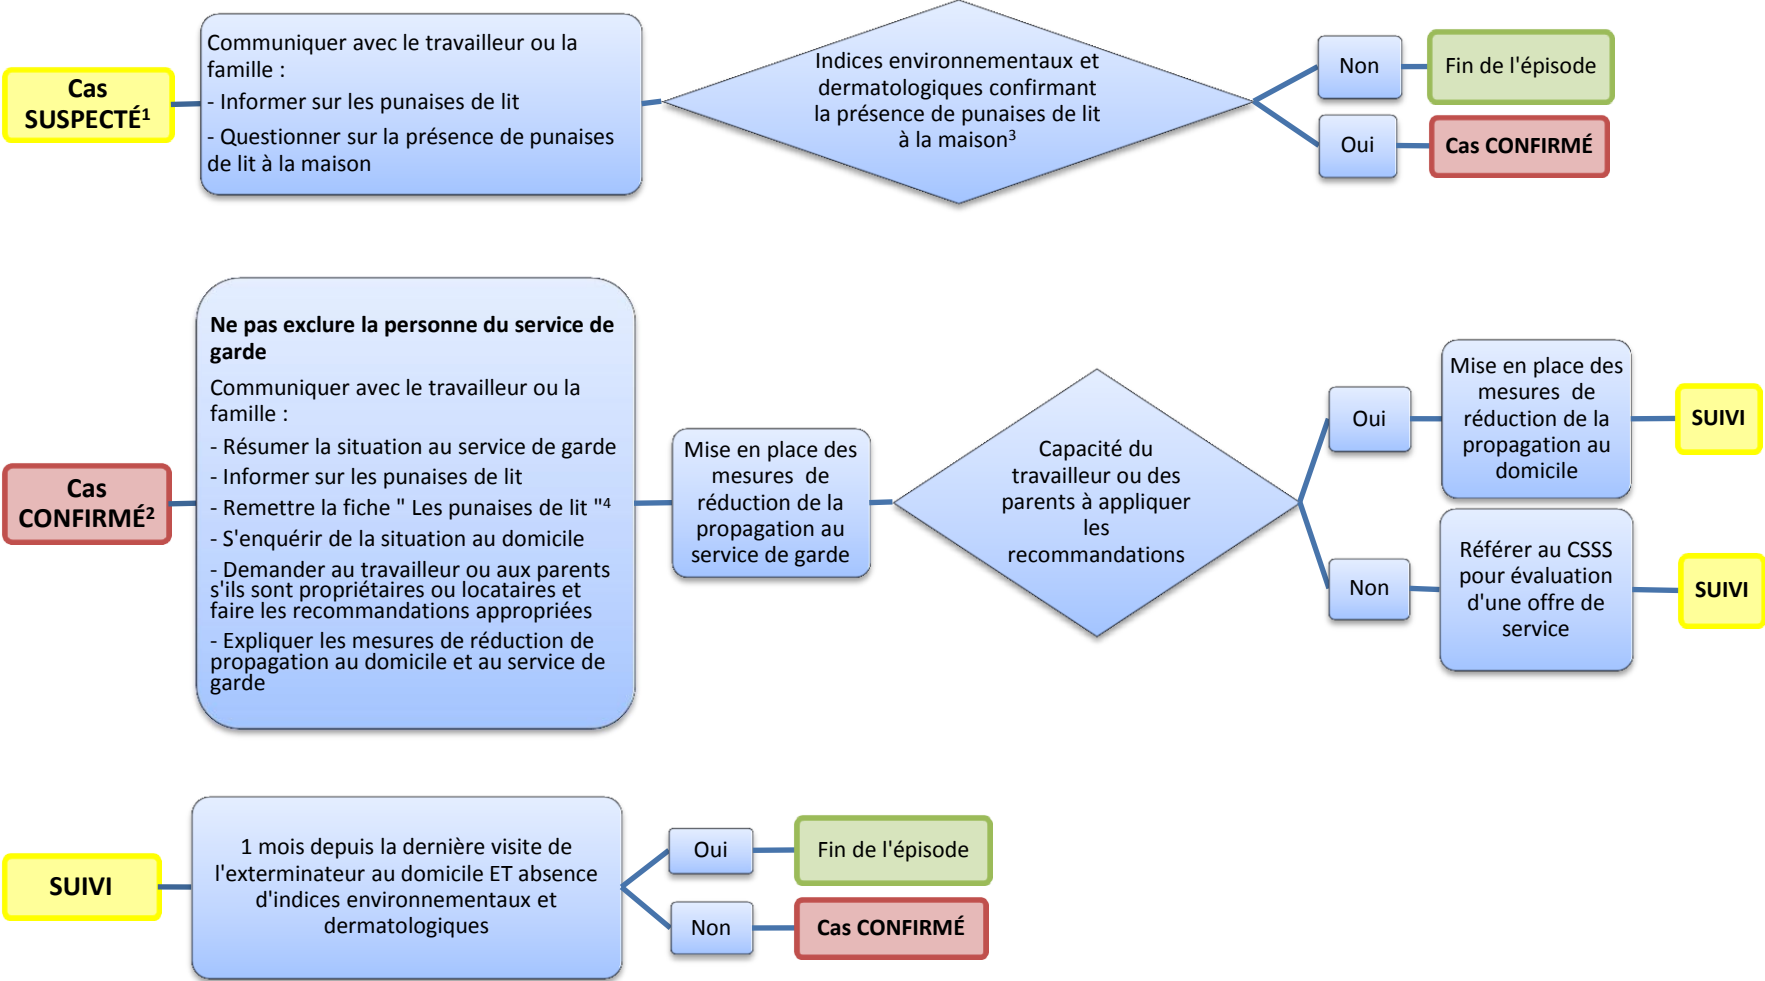 Cas
SUSPECTÉ1
Communiquer avec le travailleur ou la
famille :
- Informer sur les punaises de lit
- Questionner sur la présence de punaises
de lit à la maison
Indices environnementaux et
dermatologiques confirmant
la présence de punaises de lit
à la maison3
Non
Fin de l'épisode
Oui
Cas CONFIRMÉ
Cas
CONFIRMÉ2
Ne pas exclure la personne du service de
garde
Communiquer avec le travailleur ou la
famille :
- Résumer la situation au service de garde
- Informer sur les punaises de lit
- Remettre la fiche " Les punaises de lit "4
- S'enquérir de la situation au domicile
- Demander au travailleur ou aux parents
s'ils sont propriétaires ou locataires et
faire les recommandations appropriées
- Expliquer les mesures de réduction de
propagation au domicile et au service de
garde
Mise en place des
mesures de
réduction de la
propagation au
service de garde
Capacité du
travailleur ou des
parents à appliquer
les
recommandations
Oui
Mise en place des
mesures de
réduction de la
propagation au
domicile
SUIVI
Non
Référer au CSSS
pour évaluation
d'une offre de
service
SUIVI
SUIVI
1 mois depuis la dernière visite de
l'exterminateur au domicile ET absence
d'indices environnementaux et
dermatologiques
Oui
Fin de l'épisode
Non
Cas CONFIRMÉ